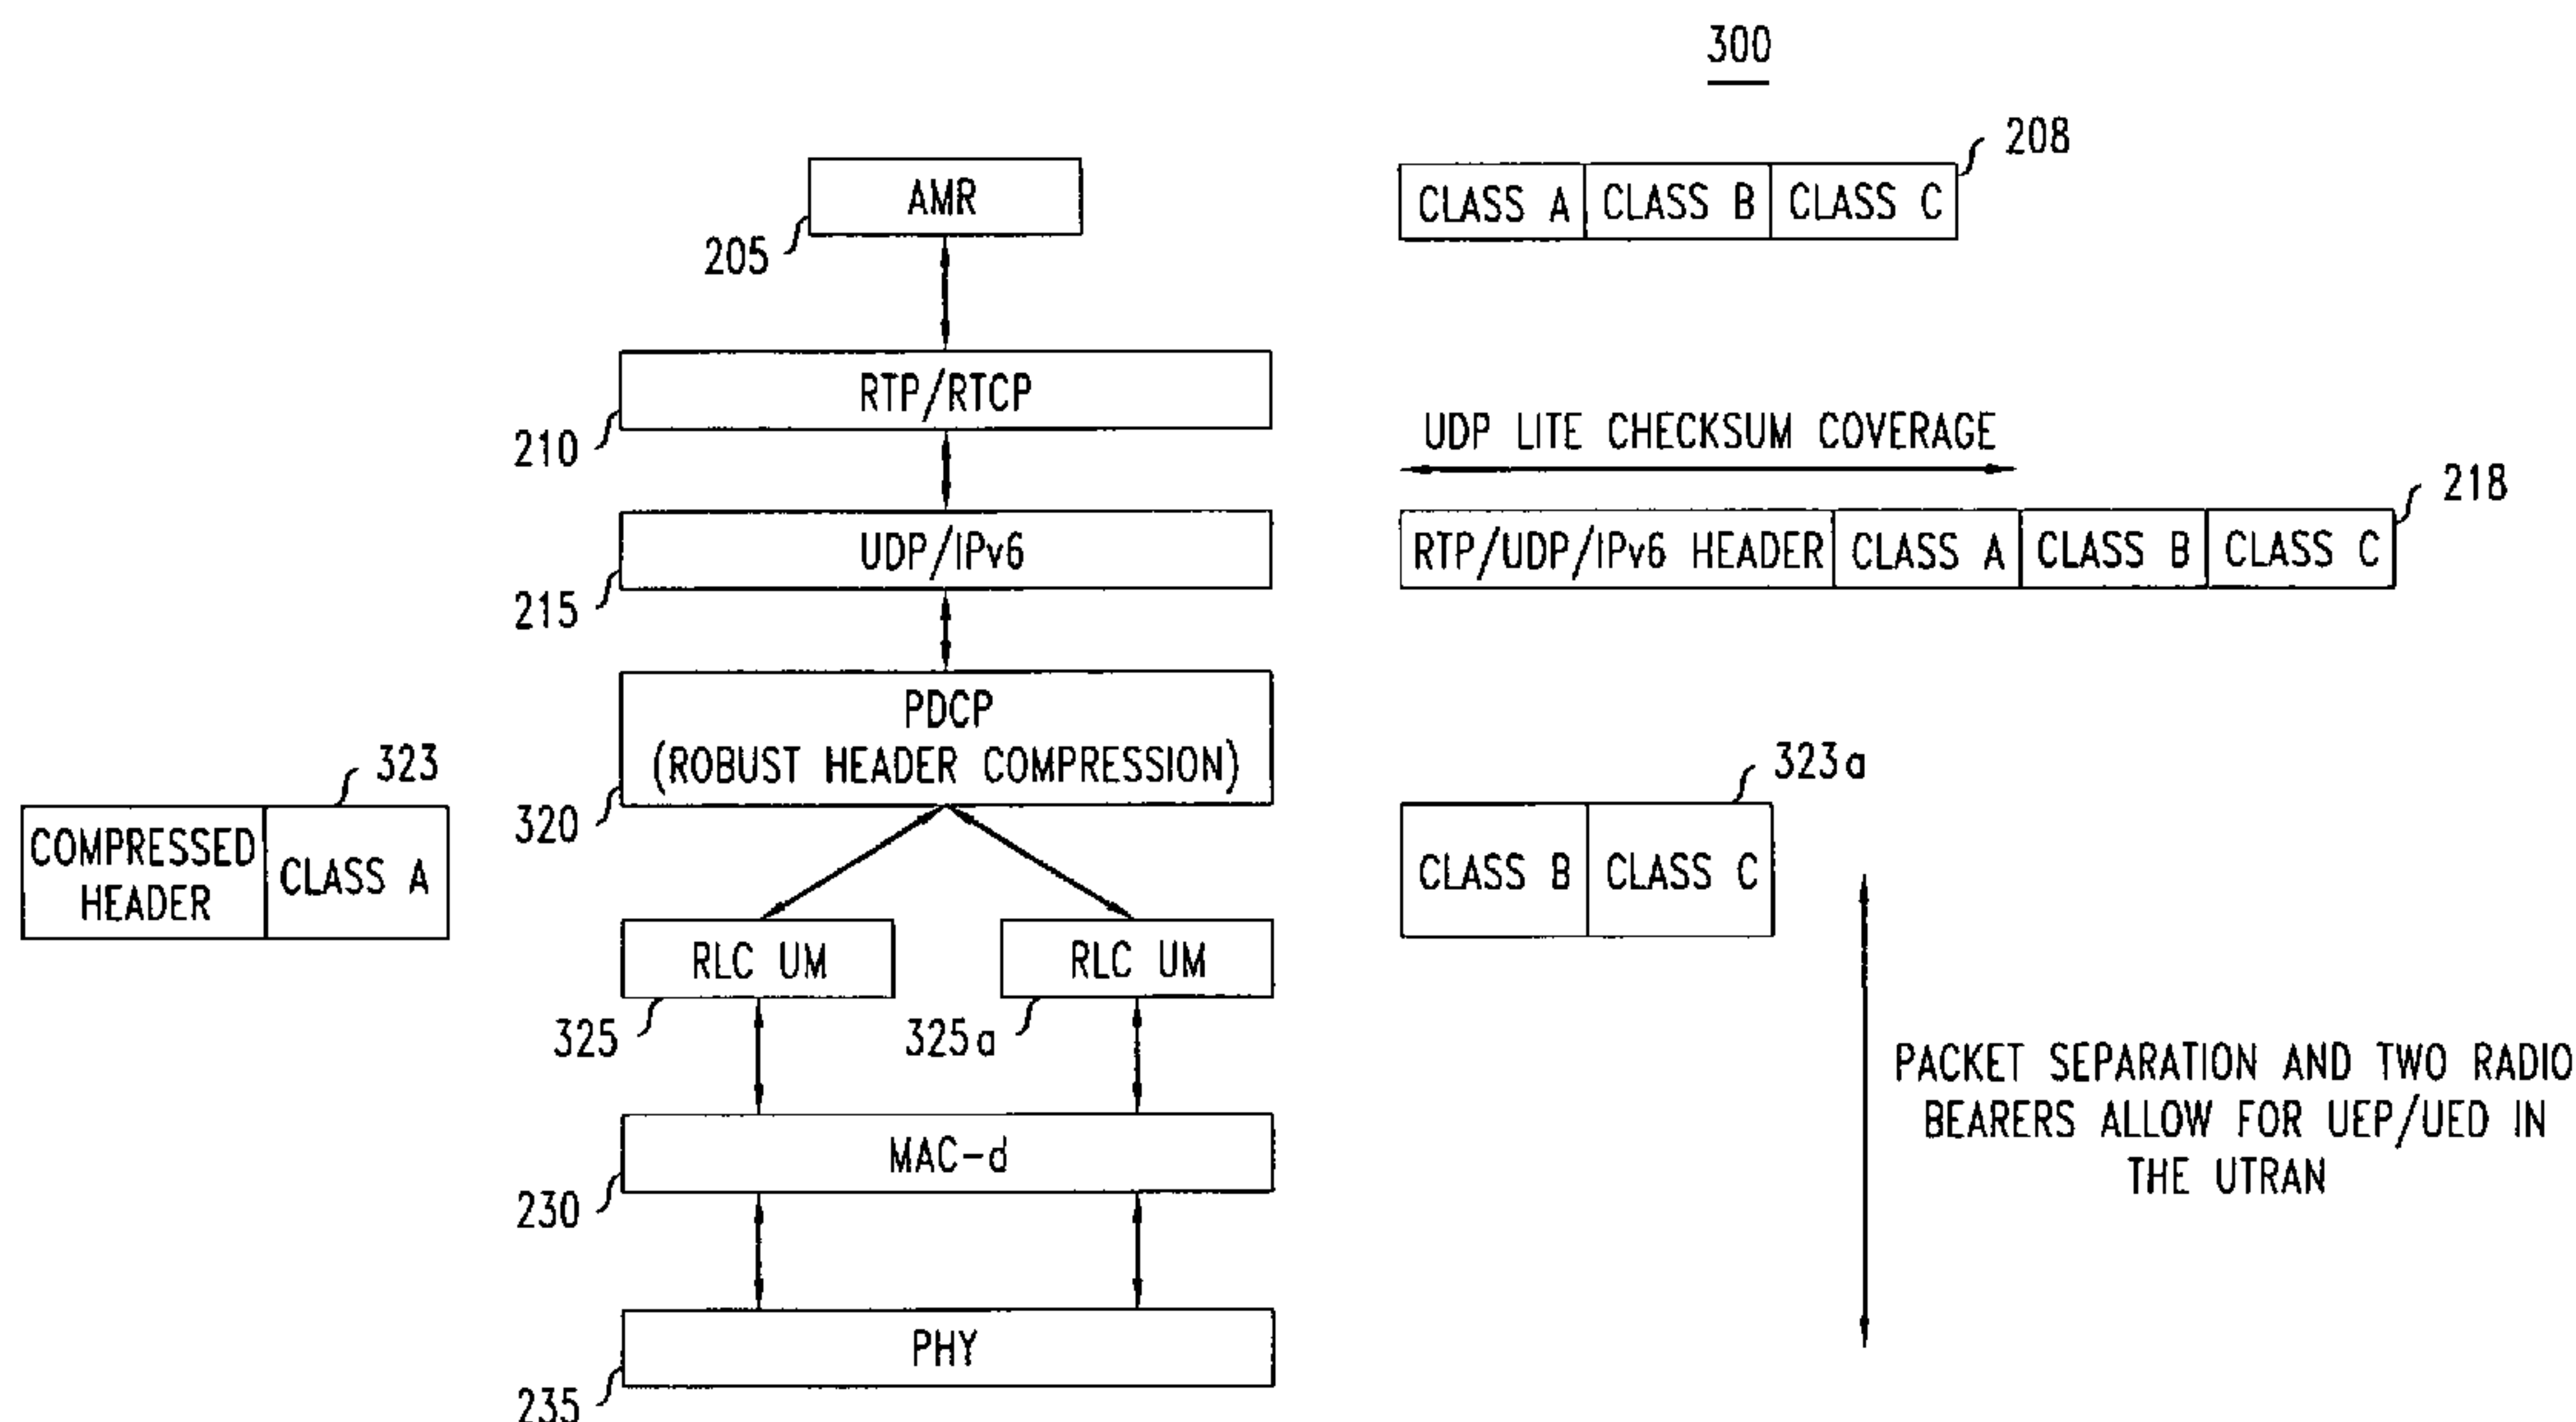 300
AMR
205
CLASS A CLASS B CLASS C
208
RTP/RTCP
210
UDP LITE CHECKSUM COVERAGE
UDP/IPv6
215
RTP/UDP/IPv6 HEADER CLASS A CLASS B CLASS C
218
PDCP
(ROBUST HEADER COMPRESSION)
320
323
COMPRESSED
HEADER
CLASS A
323a
CLASS B CLASS C
RLC UM
325
RLC UM
325a
MAC-d
230
PACKET SEPARATION AND TWO RADIO
BEARERS ALLOW FOR UEP/UED IN
THE UTRAN
PHY
235